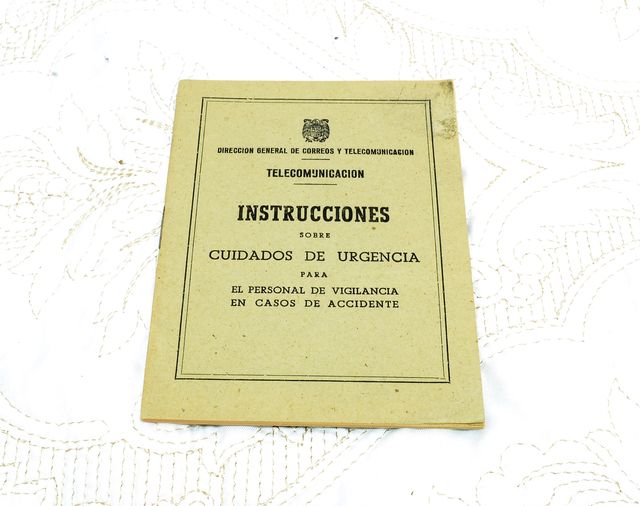 DIRECCION GENERAL DE CORREOS Y TELECOMUNICACION
TELECOMUNICACION
INSTRUCCIONES
SOBRE
CUIDADOS DE URGENCIA
PARA
EL PERSONAL DE VIGILANCIA
EN CASOS DE ACCIDENTE